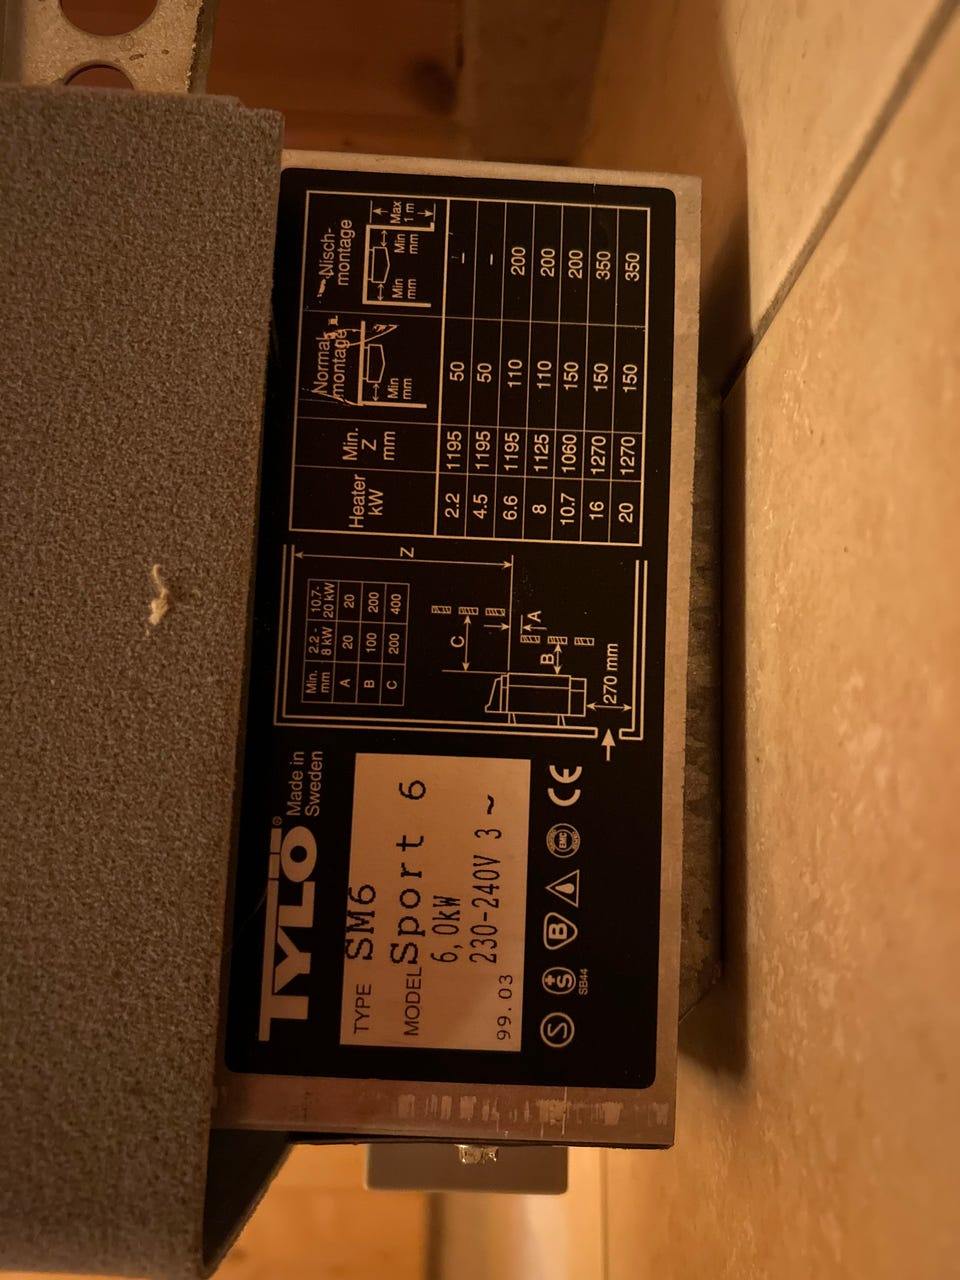 TYLÖ®
Made in
Sweden
TYPE SM6
MODEL Sport 6
6,0kW
230-240V 3 ~
99.03
S S B EMC CE
SB44
Min. mm 2.2-8 kW 10.7-20 kW
A 20 20
B 100 200
C 200 400
Z
C
A
B
270 mm
Heater kW Min. Z mm Normal montage Nisch-montage
Min mm Min mm Min mm Max 1 m
2.2 1195 50 –
4.5 1195 50 –
6.6 1195 110 200
8 1125 110 200
10.7 1060 150 200
16 1270 150 350
20 1270 150 350